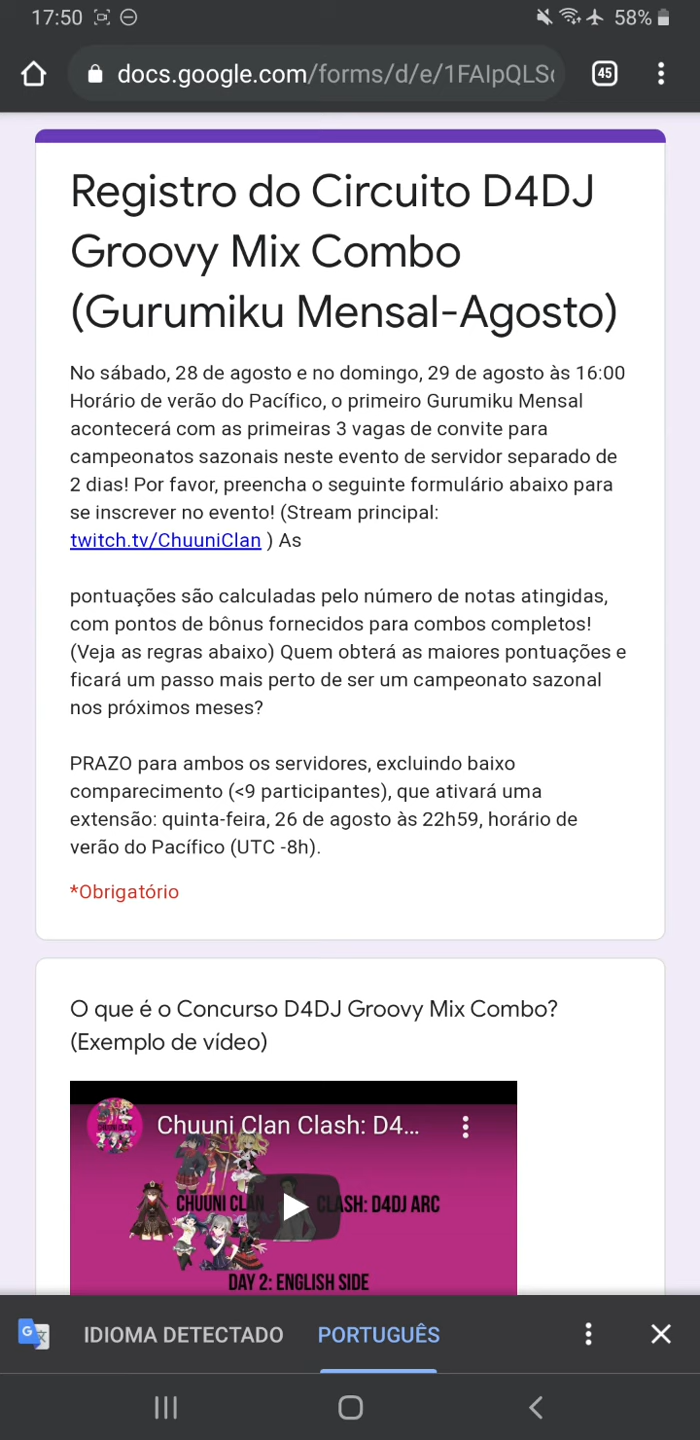 17:50
58%
docs.google.com/forms/d/e/1FAIpQLSc
45
Registro do Circuito D4DJ
Groovy Mix Combo
(Gurumiku Mensal-Agosto)
No sábado, 28 de agosto e no domingo, 29 de agosto às 16:00
Horário de verão do Pacífico, o primeiro Gurumiku Mensal
acontecerá com as primeiras 3 vagas de convite para
campeonatos sazonais neste evento de servidor separado de
2 dias! Por favor, preencha o seguinte formulário abaixo para
se inscrever no evento! (Stream principal:
twitch.tv/ChuuniClan ) As
pontuações são calculadas pelo número de notas atingidas,
com pontos de bônus fornecidos para combos completos!
(Veja as regras abaixo) Quem obterá as maiores pontuações e
ficará um passo mais perto de ser um campeonato sazonal
nos próximos meses?
PRAZO para ambos os servidores, excluindo baixo
comparecimento (<9 participantes), que ativará uma
extensão: quinta-feira, 26 de agosto às 22h59, horário de
verão do Pacífico (UTC -8h).
*Obrigatório
O que é o Concurso D4DJ Groovy Mix Combo?
(Exemplo de vídeo)
Chuuni Clan Clash: D4...
CHUUNI CLAN CLASH: D4DJ ARC
DAY 2: ENGLISH SIDE
IDIOMA DETECTADO PORTUGUÊS